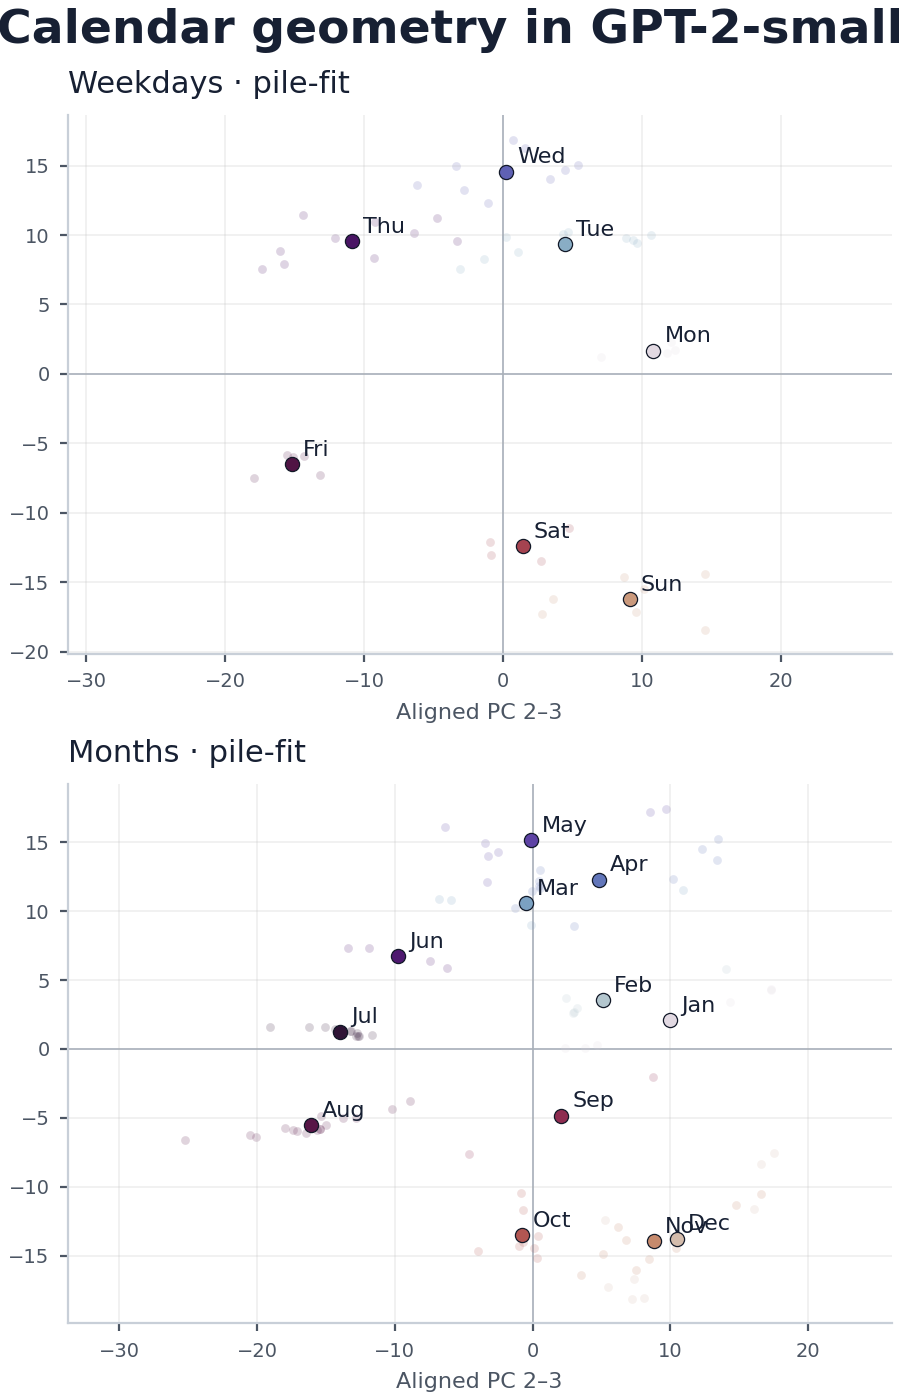 Calendar geometry in GPT-2-small
Weekdays · pile-fit
Wed
Thu
Tue
Mon
Fri
Sat
Sun
15
10
5
0
−5
−10
−15
−20
−30 −20 −10 0 10 20
Aligned PC 2–3
Months · pile-fit
May
Apr
Mar
Jun
Feb
Jan
Jul
Aug
Sep
Oct
Nov
Dec
15
10
5
0
−5
−10
−15
−30 −20 −10 0 10 20
Aligned PC 2–3